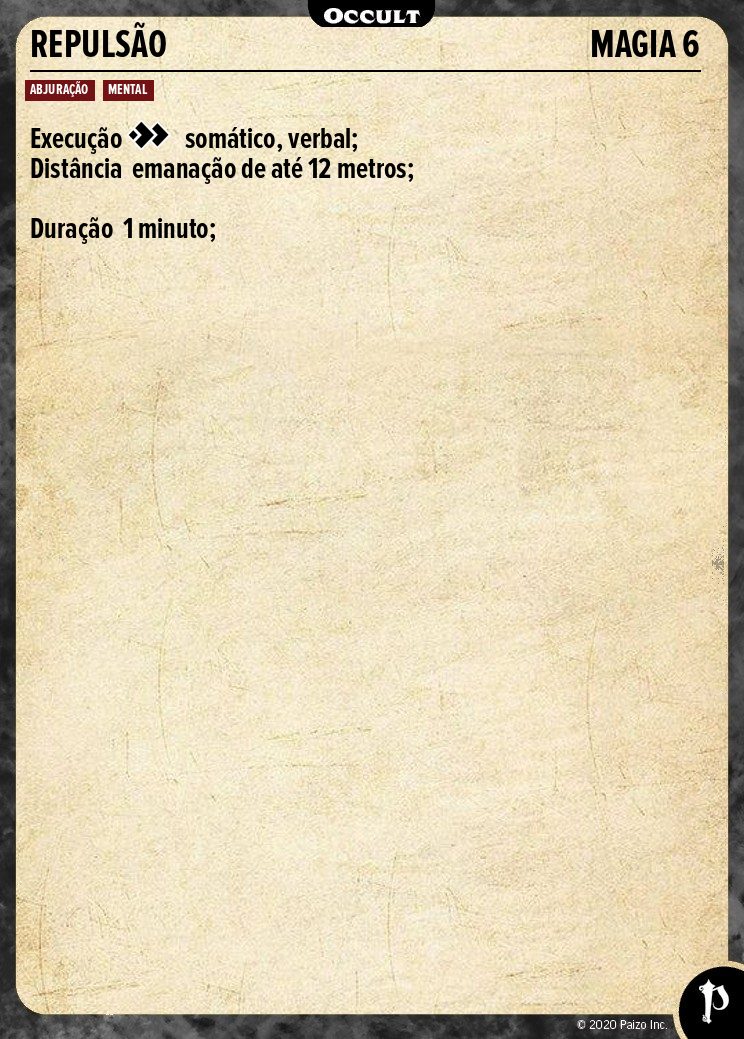 OCCULT
REPULSÃO MAGIA 6
ABJURAÇÃO MENTAL
Execução somático, verbal;
Distância emanação de até 12 metros;
Duração 1 minuto;
© 2020 Paizo Inc.
P